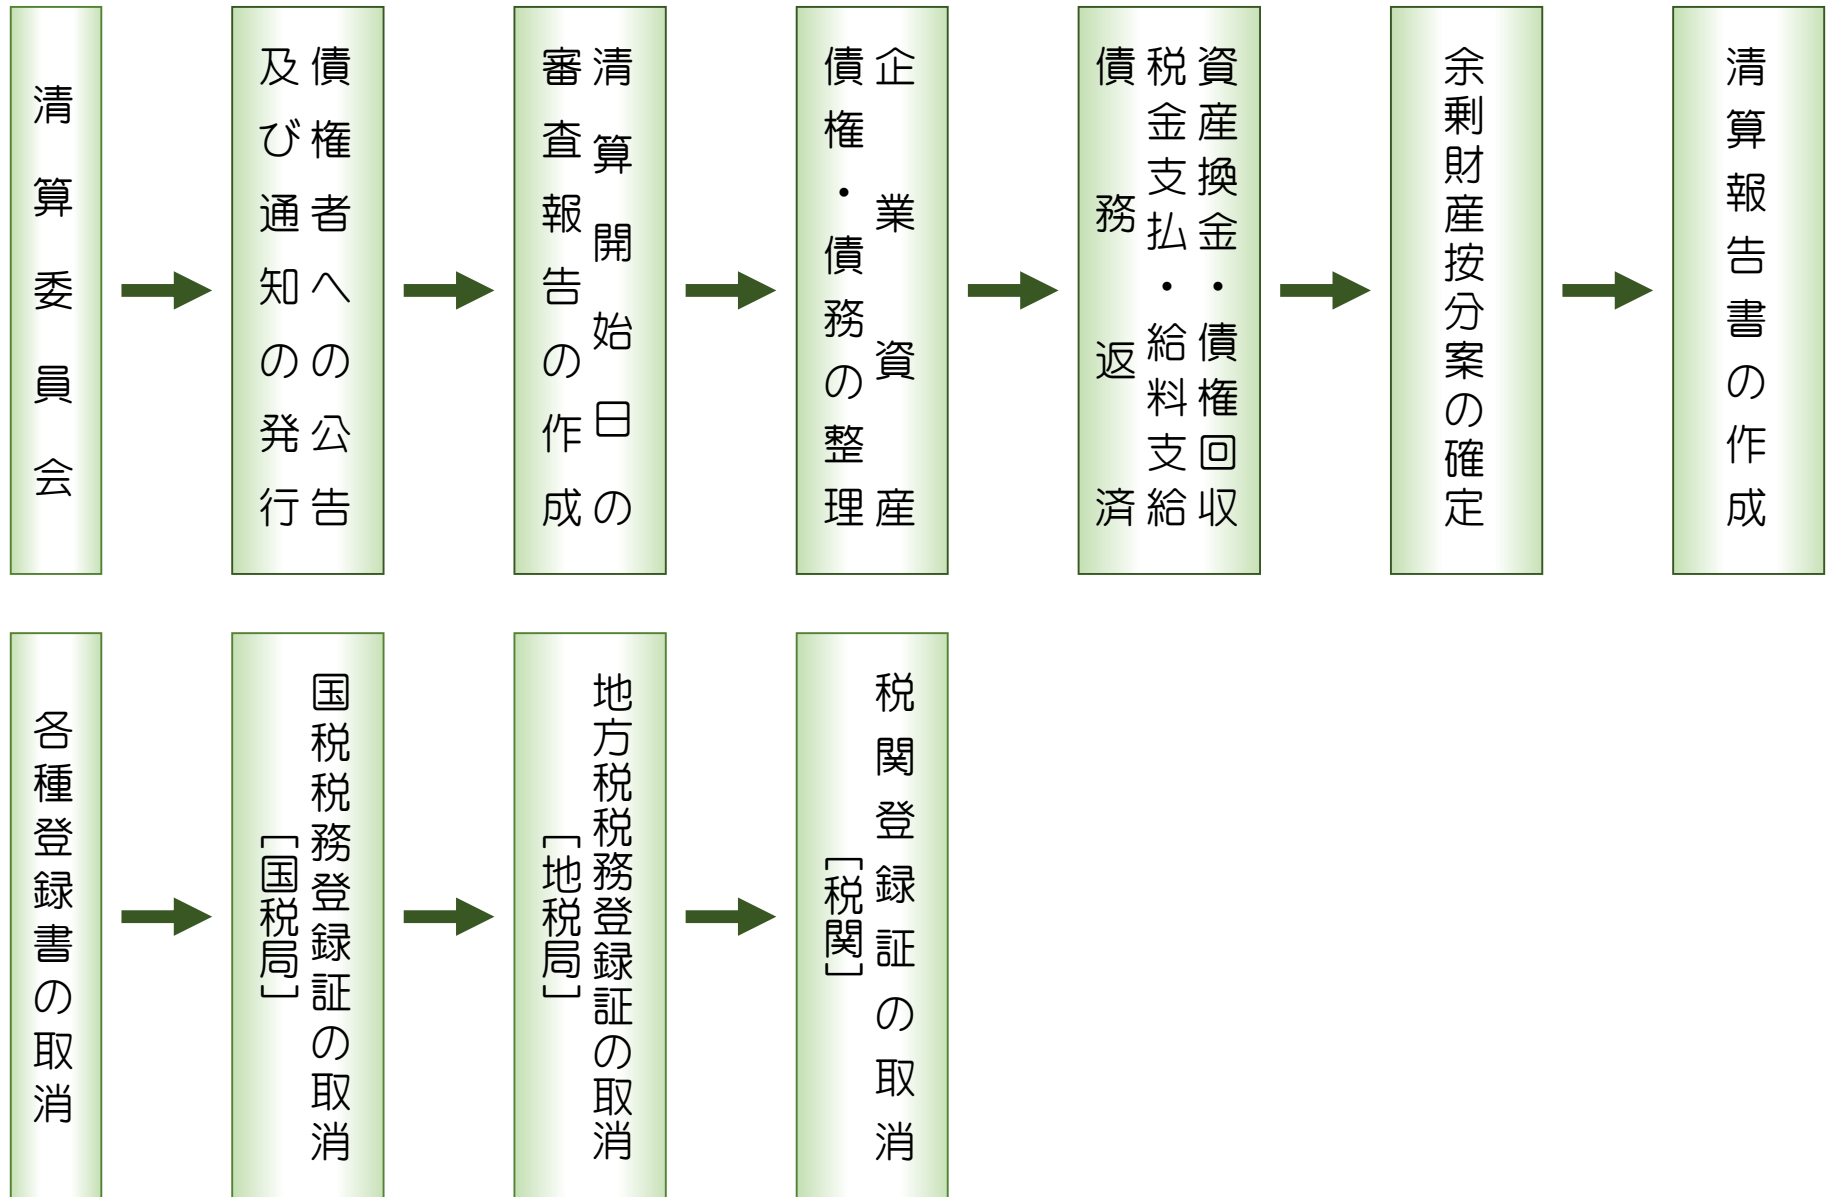 清算委員会
債権者への公告
及び通知の発行
清算開始日の
審査報告の作成
企業資産
債権・債務の整理
資産換金・債権回収
税金支払・給料支給
債務返済
余剰財産按分案の確定
清算報告書の作成
各種登録書の取消
国税税務登録証の取消
[国税局]
地方税税務登録証の取消
[地税局]
税関登録証の取消
[税関]